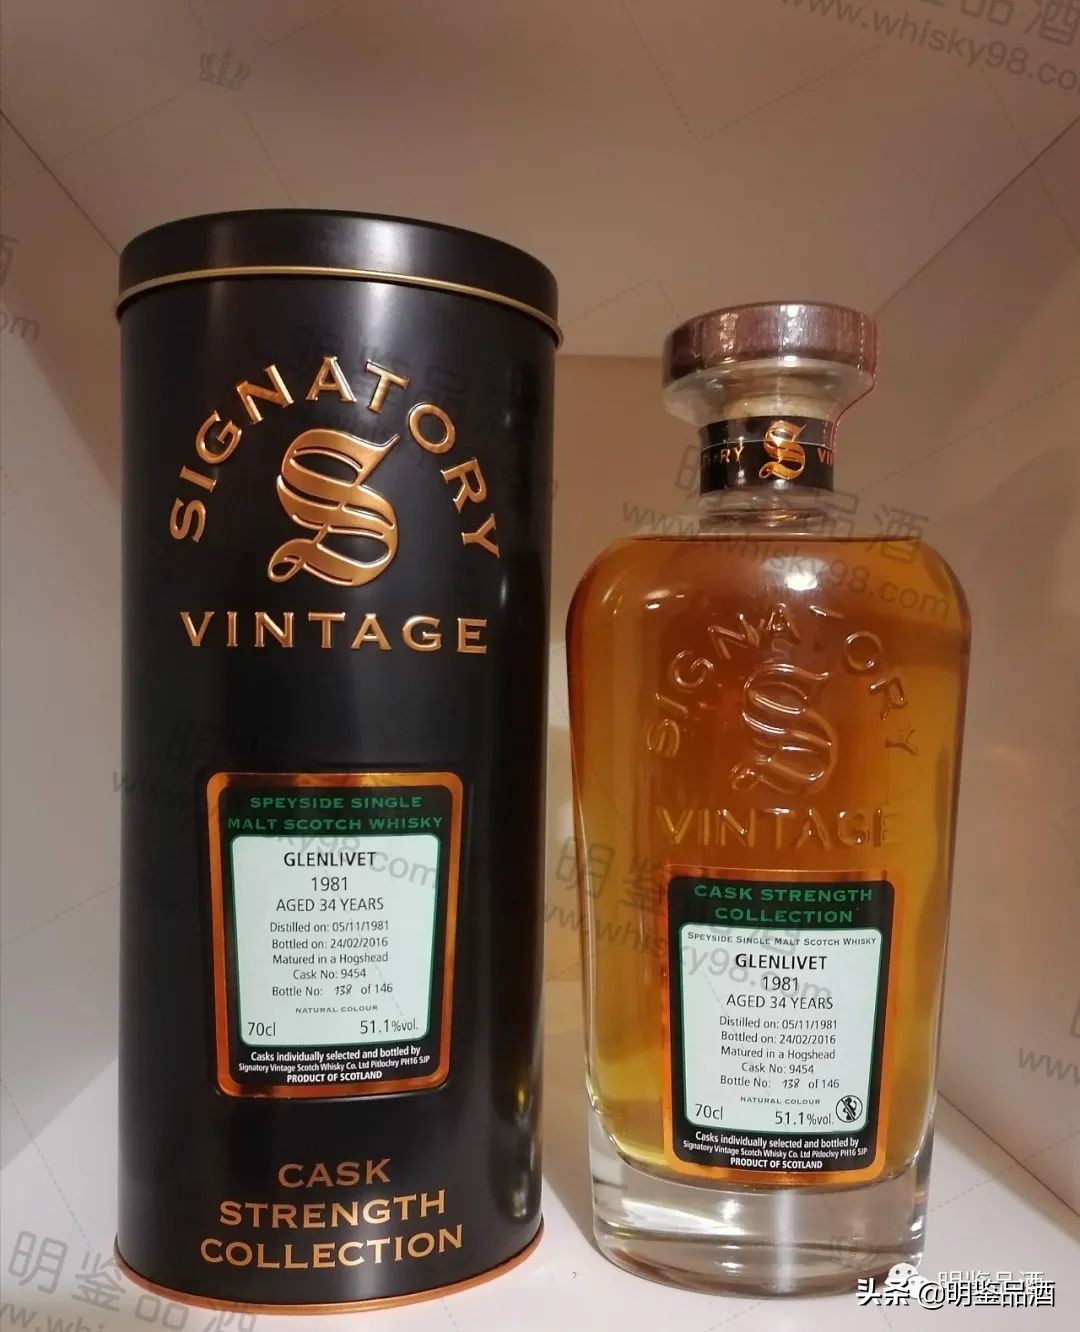 SIGNATORY
S
VINTAGE
SPEYSIDE SINGLE
MALT SCOTCH WHISKY
GLENLIVET
1981
AGED 34 YEARS
Distilled on: 05/11/1981
Bottled on: 24/02/2016
Matured in a Hogshead
Cask No: 9454
Bottle No: 138 of 146
NATURAL COLOUR
70cl 51.1%vol.
Casks individually selected and bottled by
Signatory Vintage Scotch Whisky Co. Ltd Pitlochry PH16 5JP
PRODUCT OF SCOTLAND
CASK
STRENGTH
COLLECTION
S
SIGNATORY
S
VINTAGE
CASK STRENGTH
COLLECTION
SPEYSIDE SINGLE MALT SCOTCH WHISKY
GLENLIVET
1981
AGED 34 YEARS
Distilled on: 05/11/1981
Bottled on: 24/02/2016
Matured in a Hogshead
Cask No: 9454
Bottle No: 138 of 146
NATURAL COLOUR
70cl 51.1%vol.
Casks individually selected and bottled by
Signatory Vintage Scotch Whisky Co. Ltd Pitlochry PH16 5JP
PRODUCT OF SCOTLAND
明鉴品酒
www.whisky98.com
明鉴品酒
头条 @明鉴品酒